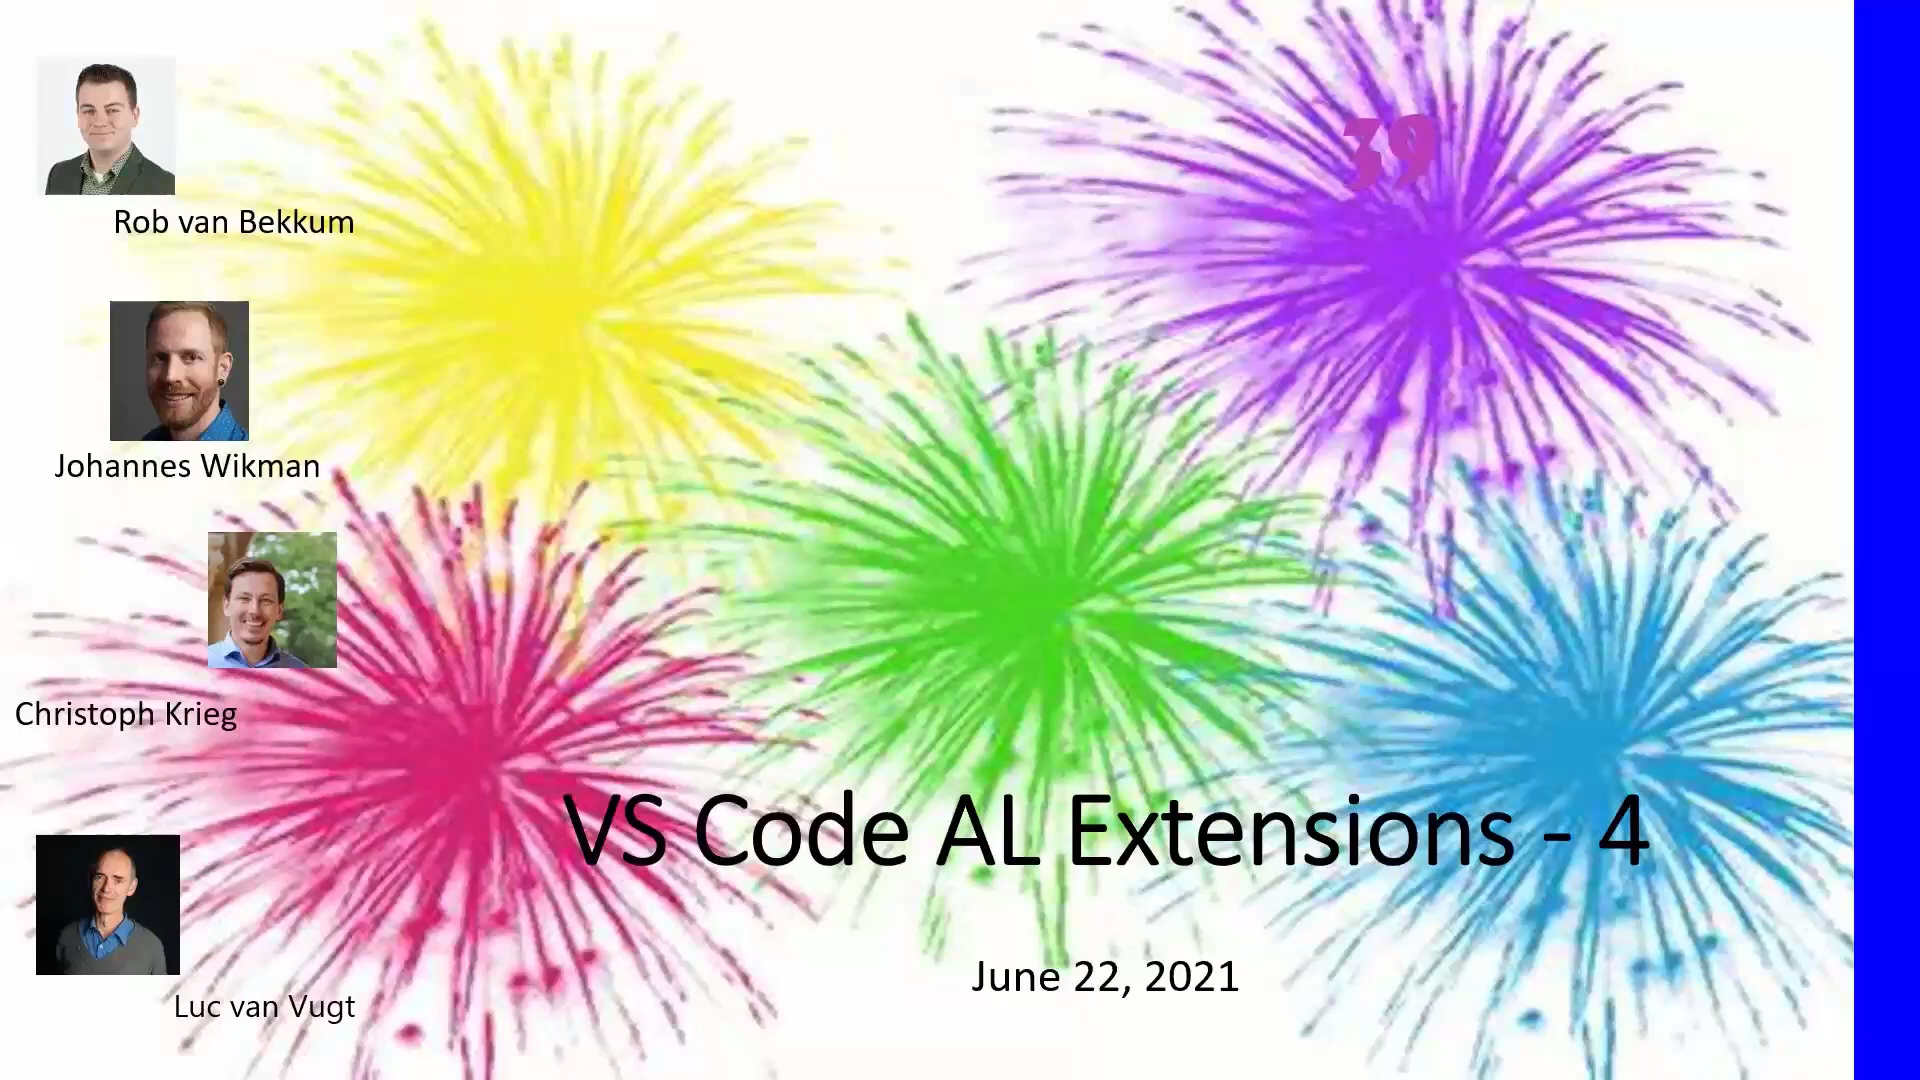 39
Rob van Bekkum
Johannes Wikman
Christoph Krieg
VS Code AL Extensions - 4
June 22, 2021
Luc van Vugt